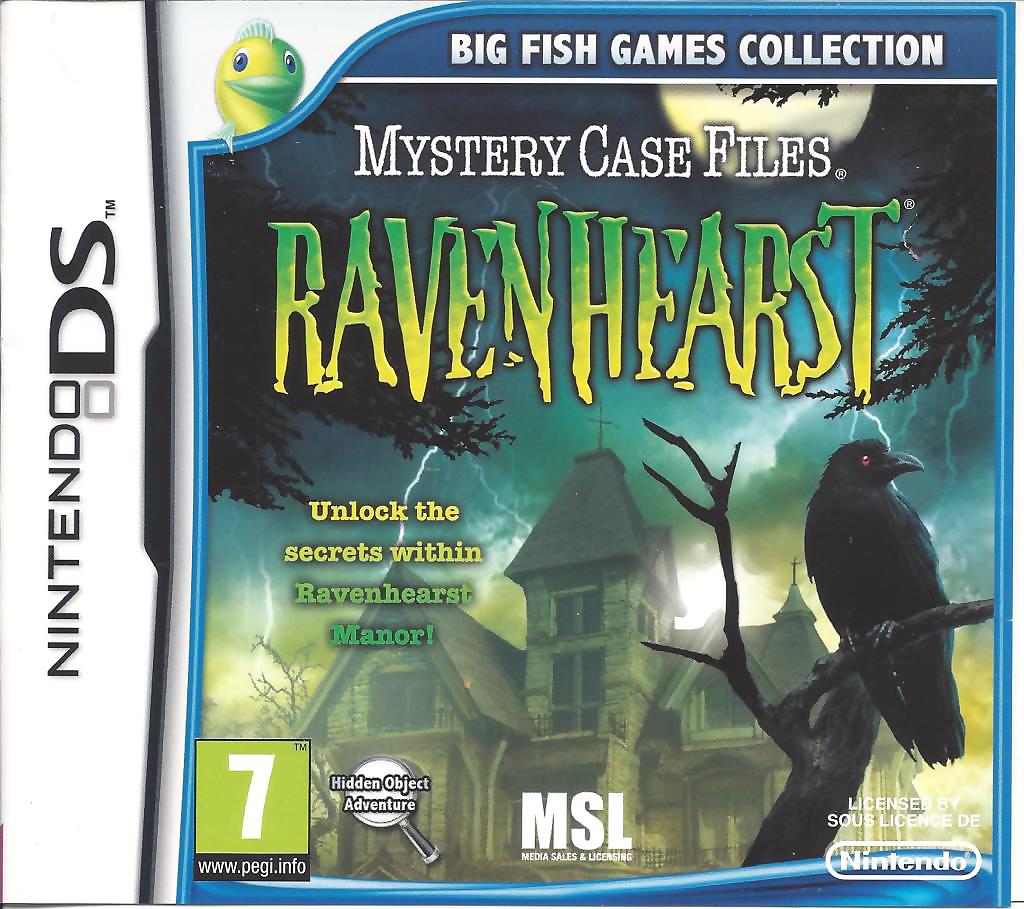 BIG FISH GAMES COLLECTION
MYSTERY CASE FILES®
RAVENHEARST®
NINTENDO DS™
Unlock the
secrets within
Ravenhearst
Manor!
7™
www.pegi.info
Hidden Object
Adventure
MSL
MEDIA SALES & LICENSING
LICENSED BY
SOUS LICENCE DE
Nintendo®